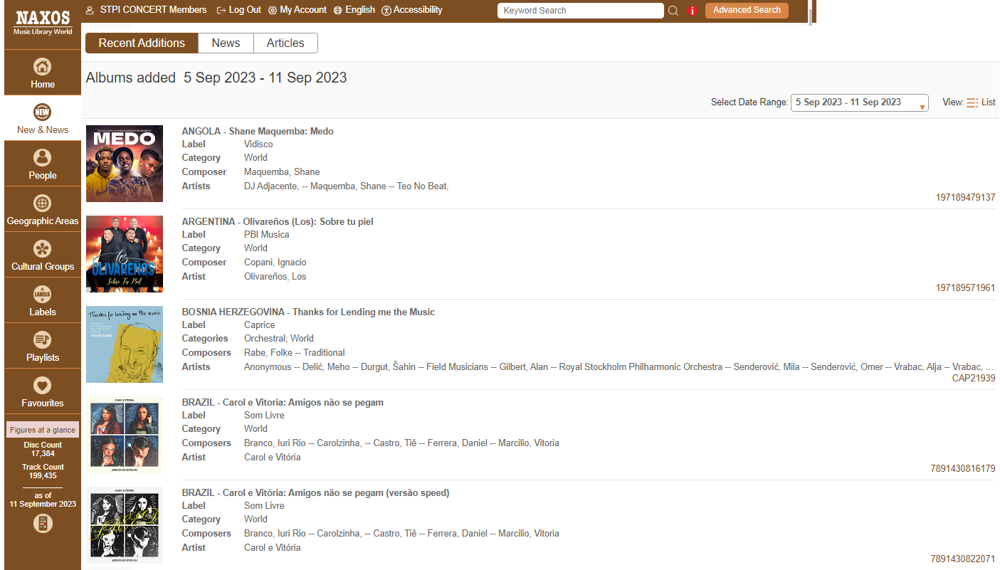 NAXOS
Music Library World
STPI CONCERT Members Log Out My Account English Accessibility
Keyword Search
i
Advanced Search
Recent Additions News Articles
Home
NEW
New & News
People
Geographic Areas
Cultural Groups
LABELS
Labels
Playlists
Favourites
Figures at a glance
Disc Count
17,384
Track Count
199,435
as of
11 September 2023
Albums added 5 Sep 2023 - 11 Sep 2023
Select Date Range: 5 Sep 2023 - 11 Sep 2023 View: List
MEDO
ANGOLA - Shane Maquemba: Medo
Label Vidisco
Category World
Composer Maquemba, Shane
Artists DJ Adjacente, -- Maquemba, Shane -- Teo No Beat,
197189479137
Los
OLIVAREÑOS
Sobre Tu Piel
ARGENTINA - Olivareños (Los): Sobre tu piel
Label PBI Musica
Category World
Composer Copani, Ignacio
Artist Olivareños, Los
197189571961
Thanks for lending me the music
FOLKE RABE
BOSNIA HERZEGOVINA - Thanks for Lending me the Music
Label Caprice
Categories Orchestral; World
Composers Rabe, Folke -- Traditional
Artists Anonymous -- Delić, Meho -- Durgut, Šahin -- Field Musicians -- Gilbert, Alan -- Royal Stockholm Philharmonic Orchestra -- Senderović, Mila -- Senderović, Omer -- Vrabac, Alja -- Vrabac, ...
CAP21939
CAROL E VITORIA
AMIGOS NÃO SE PEGAM
BRAZIL - Carol e Vitoria: Amigos não se pegam
Label Som Livre
Category World
Composers Branco, Iuri Rio -- Carolzinha, -- Castro, Tiê -- Ferrera, Daniel -- Marcilio, Vitoria
Artist Carol e Vitória
7891430816179
CAROL E VITORIA
AMIGOS NÃO SE PEGAM
BRAZIL - Carol e Vitória: Amigos não se pegam (versão speed)
Label Som Livre
Category World
Composers Branco, Iuri Rio -- Carolzinha, -- Castro, Tiê -- Ferrera, Daniel -- Marcilio, Vitoria
Artist Carol e Vitória
7891430822071